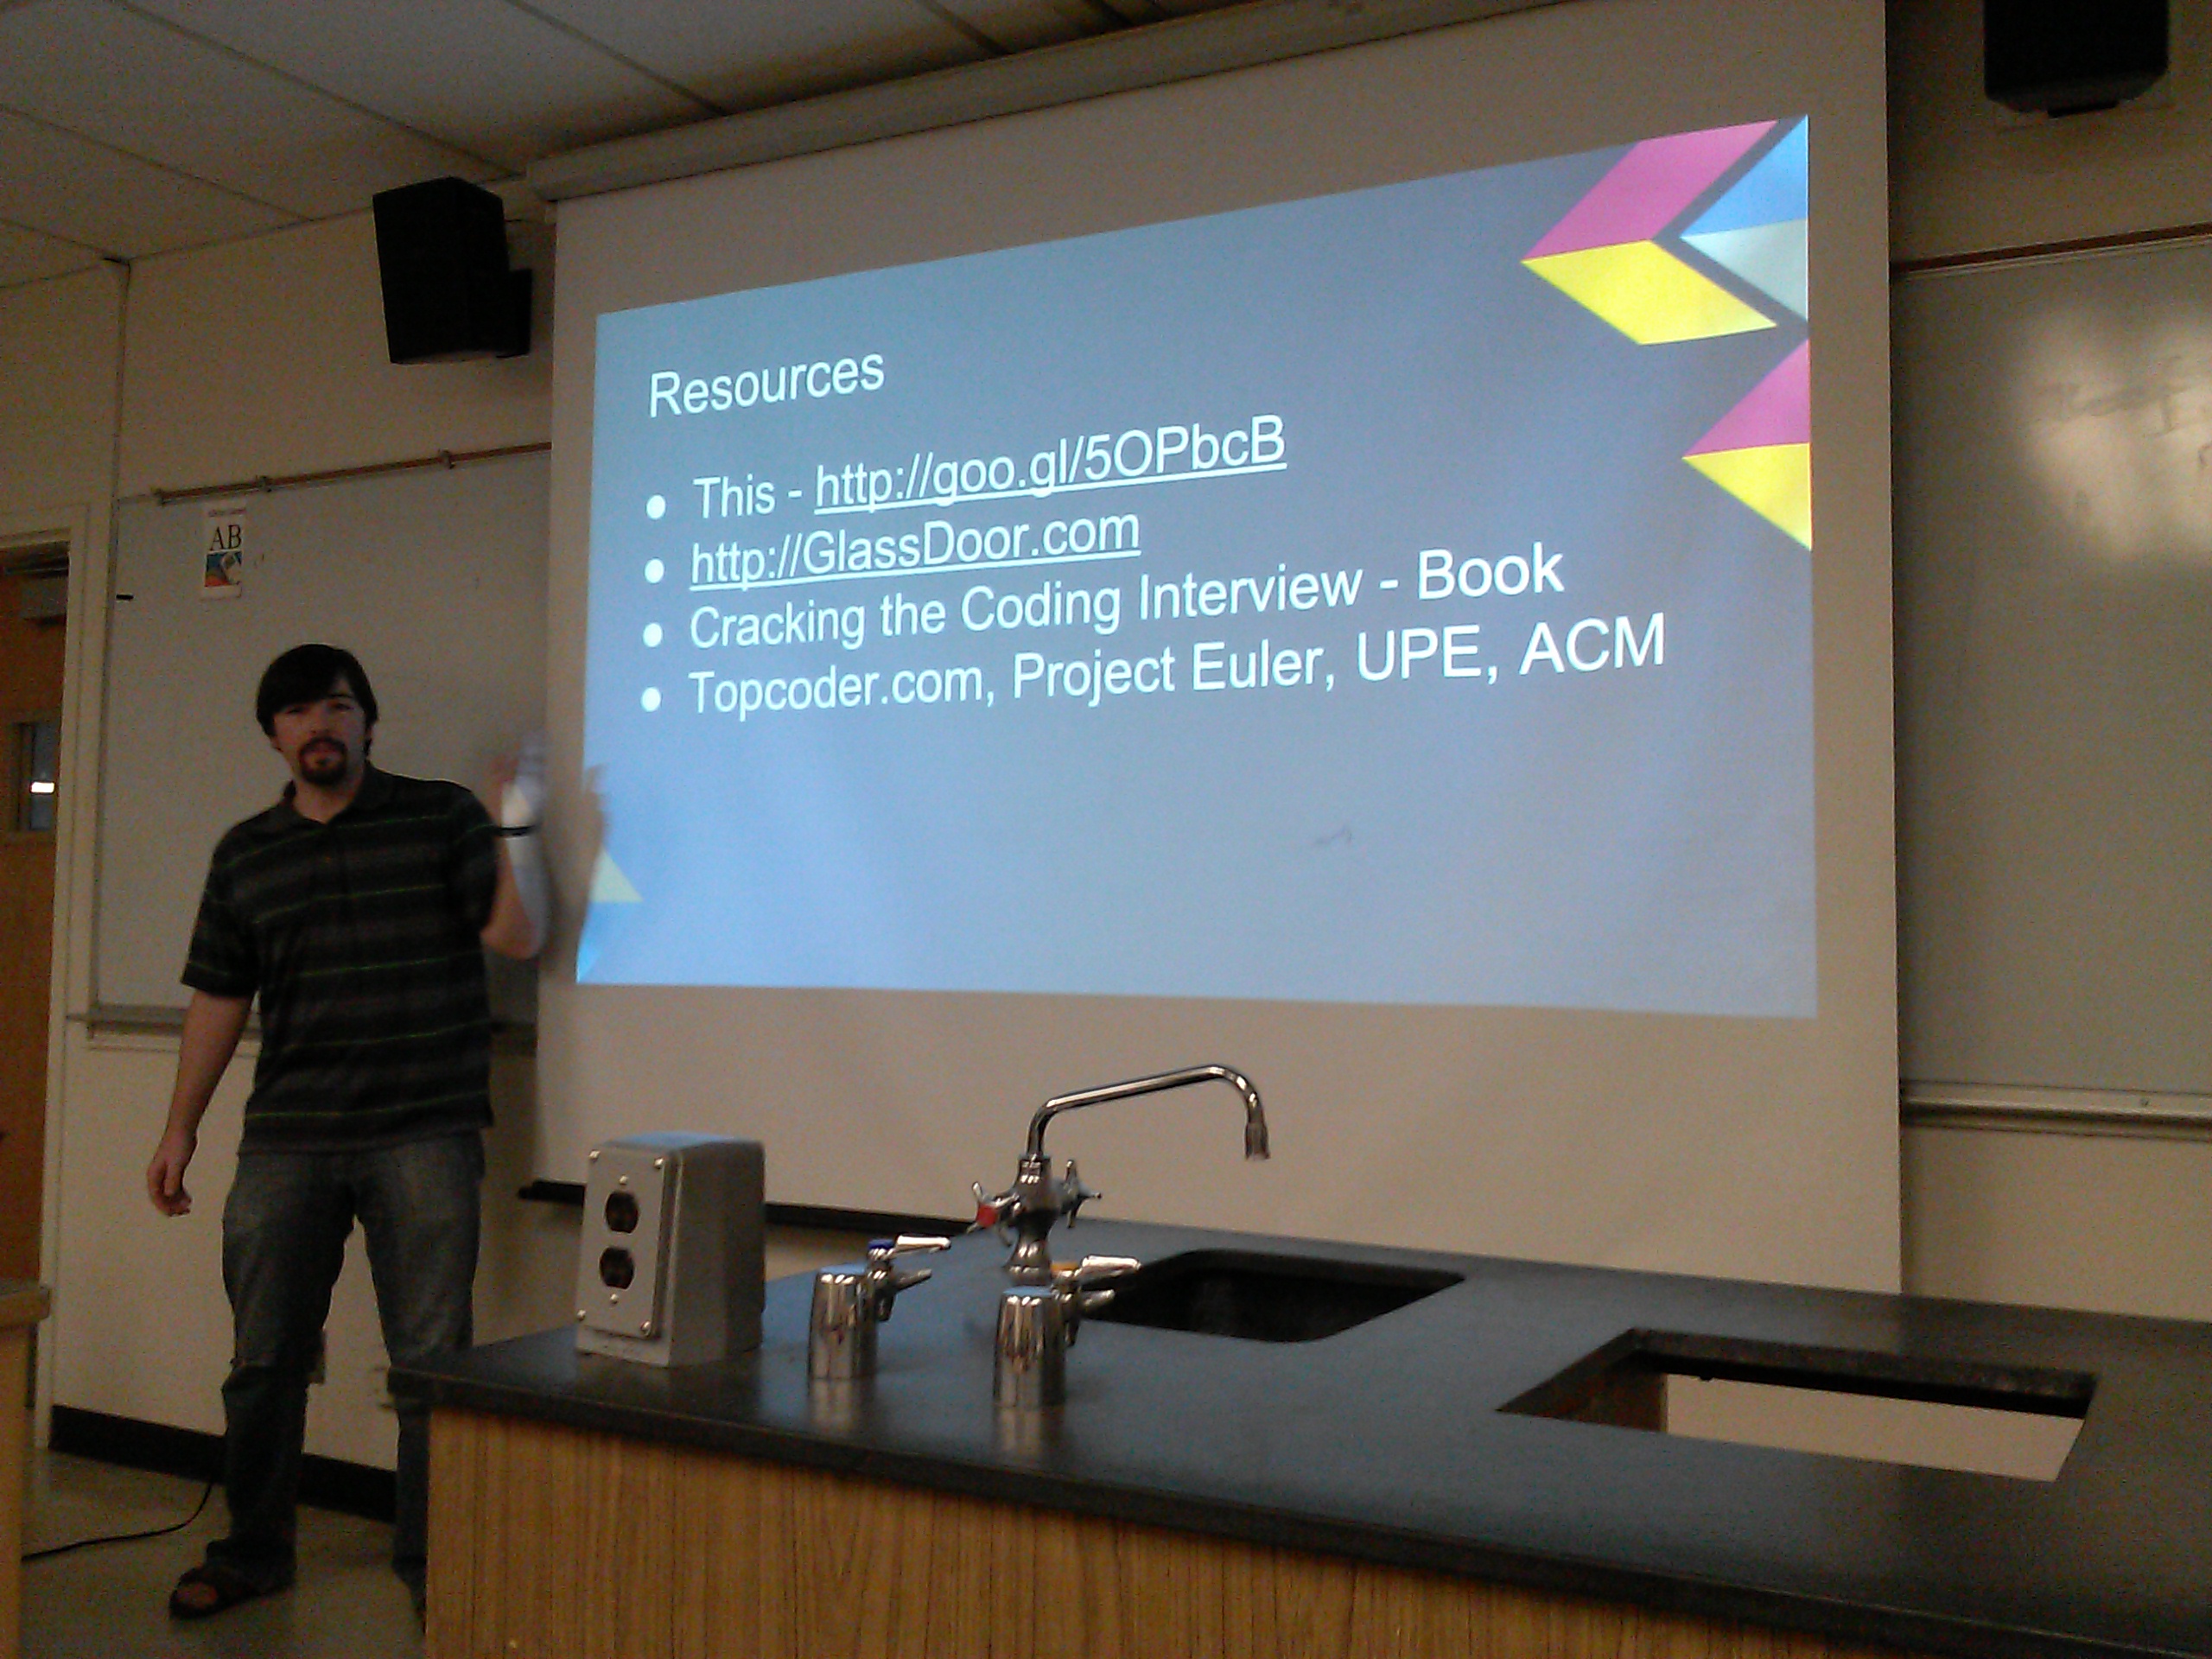 Resources
● This - http://goo.gl/5OPbcB
● http://GlassDoor.com
● Cracking the Coding Interview - Book
● Topcoder.com, Project Euler, UPE, ACM
AB